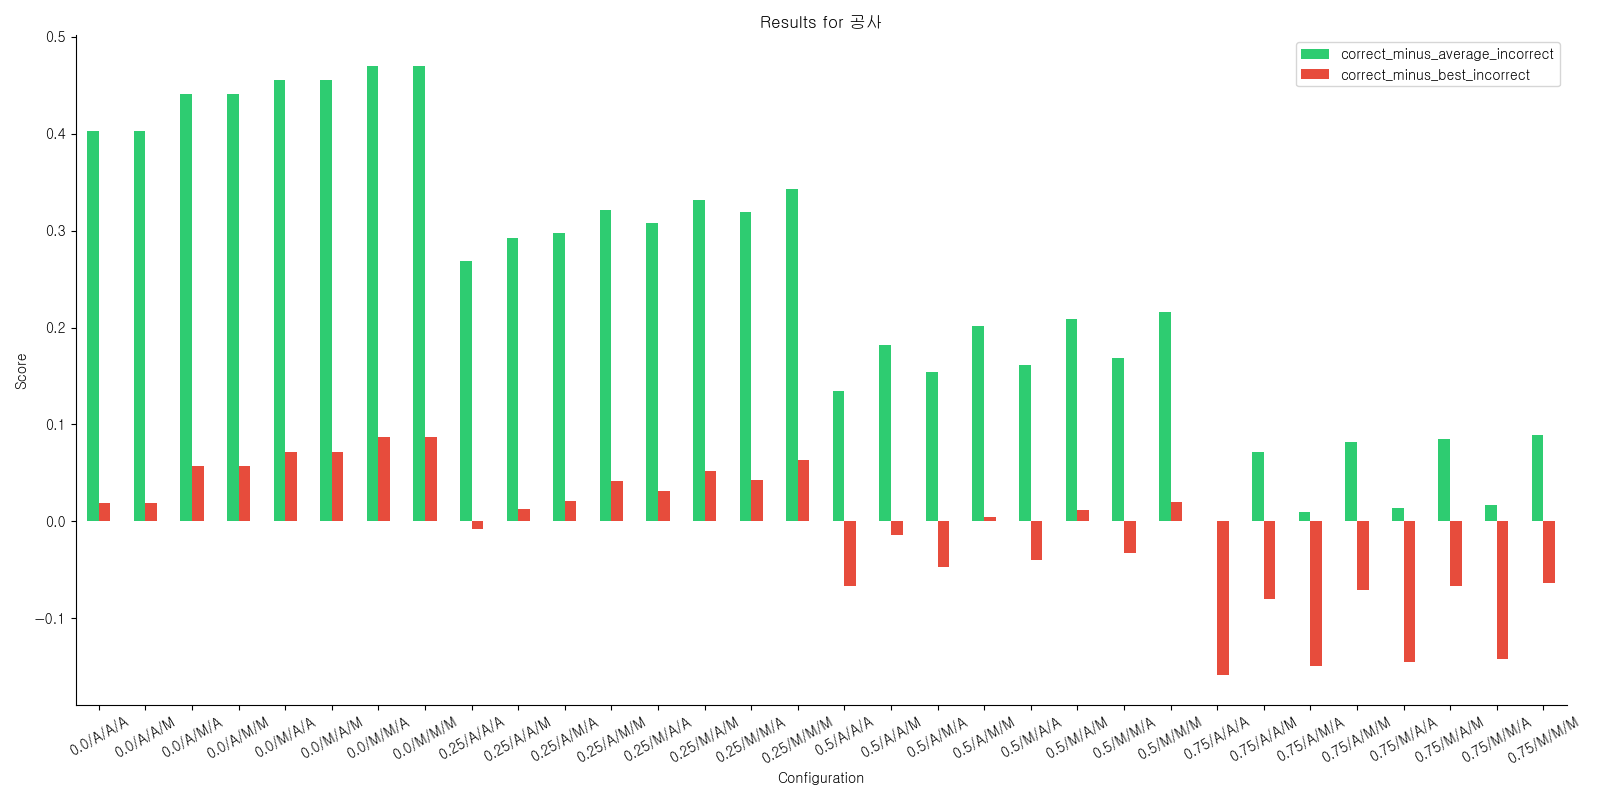 Results for 공사
correct_minus_average_incorrect
correct_minus_best_incorrect
Score
0.5
0.4
0.3
0.2
0.1
0.0
−0.1
0.0/A/A/A
0.0/A/A/M
0.0/A/M/A
0.0/A/M/M
0.0/M/A/A
0.0/M/A/M
0.0/M/M/A
0.0/M/M/M
0.25/A/A/A
0.25/A/A/M
0.25/A/M/A
0.25/A/M/M
0.25/M/A/A
0.25/M/A/M
0.25/M/M/A
0.25/M/M/M
0.5/A/A/A
0.5/A/A/M
0.5/A/M/A
0.5/A/M/M
0.5/M/A/A
0.5/M/A/M
0.5/M/M/A
0.5/M/M/M
0.75/A/A/A
0.75/A/A/M
0.75/A/M/A
0.75/A/M/M
0.75/M/A/A
0.75/M/A/M
0.75/M/M/A
0.75/M/M/M
Configuration